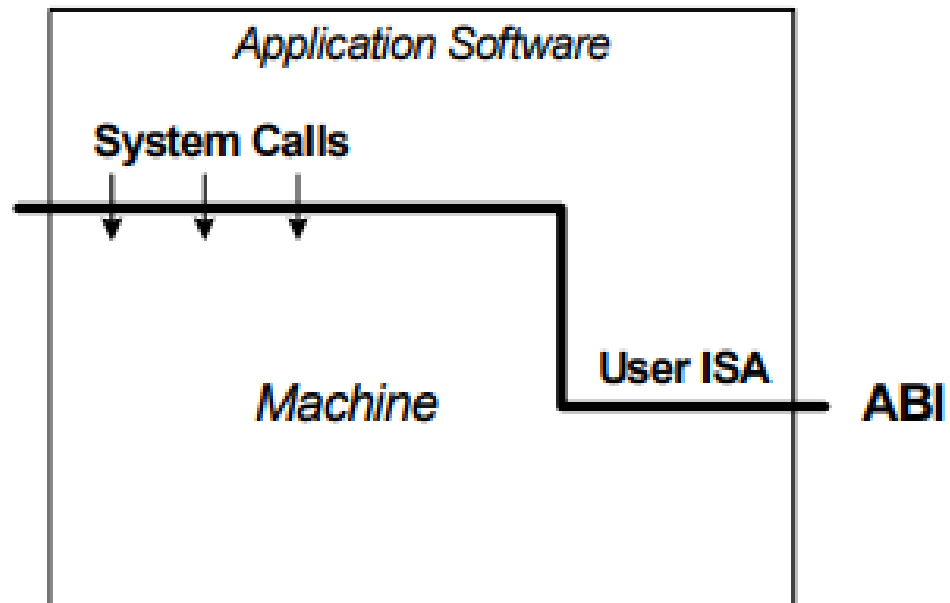 Application Software
System Calls
User ISA
Machine
ABI